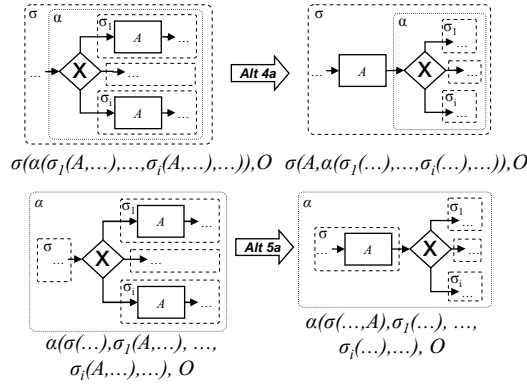 σ
α
σ1
A
...
...
X
...
σi
A
...
Alt 4a
σ
α
σ1
...
...
A
X
...
σi
...
σ(α(σ1(A,...),...,σi(A,...),...)),O
σ(A,α(σ1(...),...,σi(...),...)),O
α
σ1
A
...
σ
...
X
...
σi
A
...
Alt 5a
α
σ1
...
σ
...
A
X
...
σi
...
α(σ(...),σ1(A,...), ...,
σi(A,...),...), O
α(σ(...,A),σ1(...), ...,
σi(...),...), O